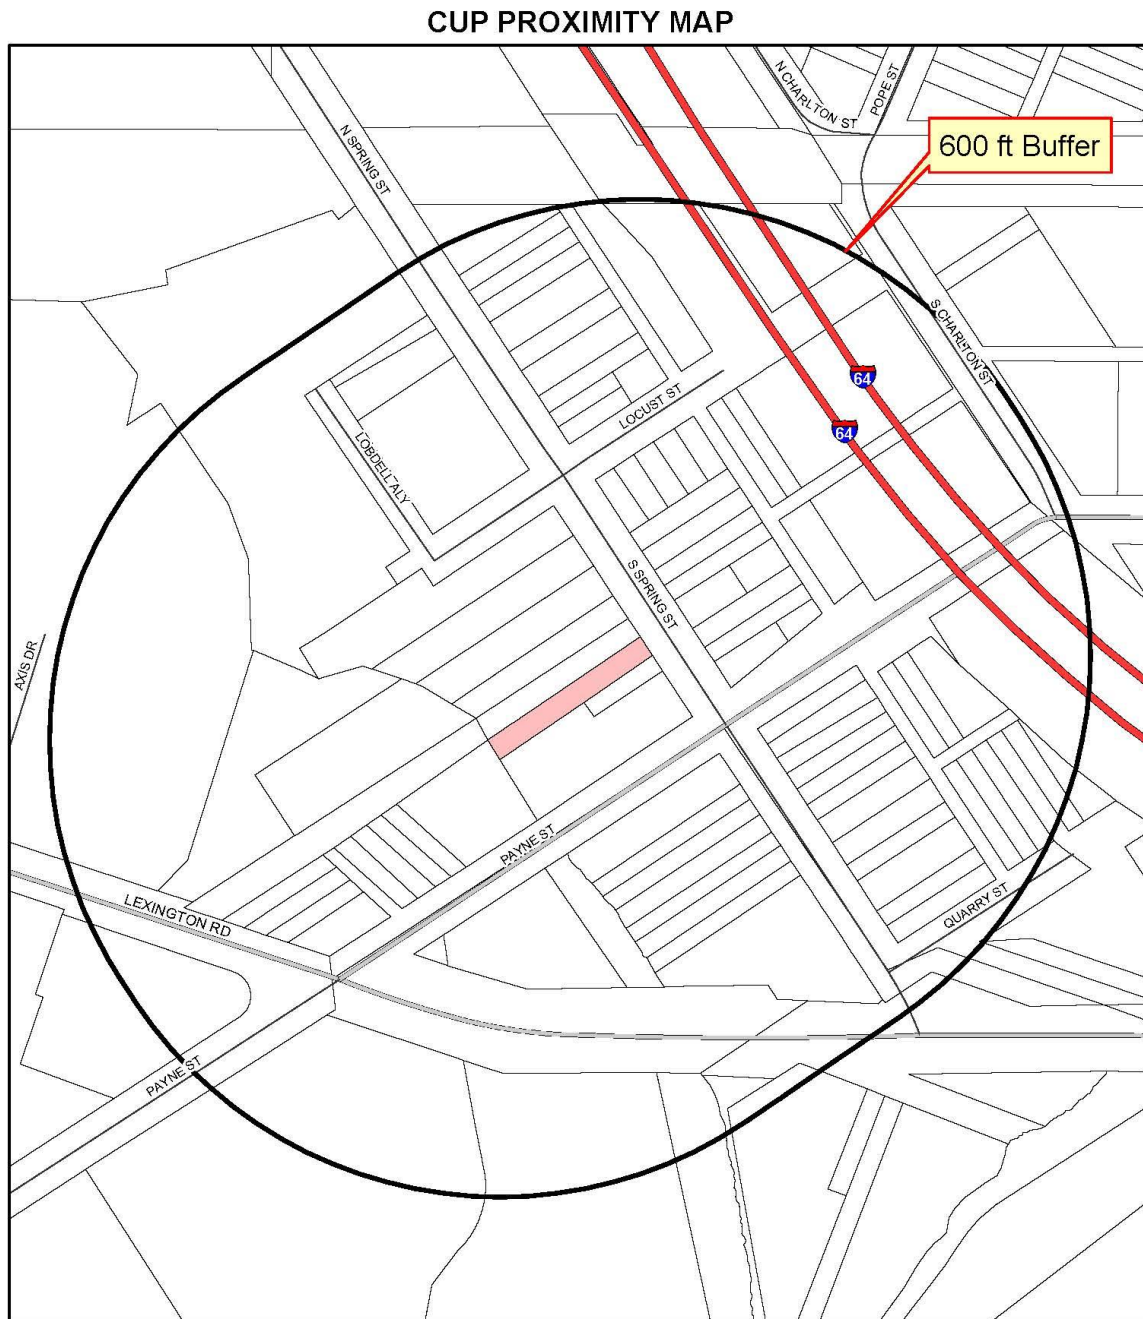 CUP PROXIMITY MAP
N CHARLTON ST
POPE ST
600 ft Buffer
N SPRING ST
S CHARLTON ST
64
LOCUST ST
64
LOBDELL ALY
S SPRING ST
AXIS DR
PAYNE ST
LEXINGTON RD
QUARRY ST
PAYNE ST